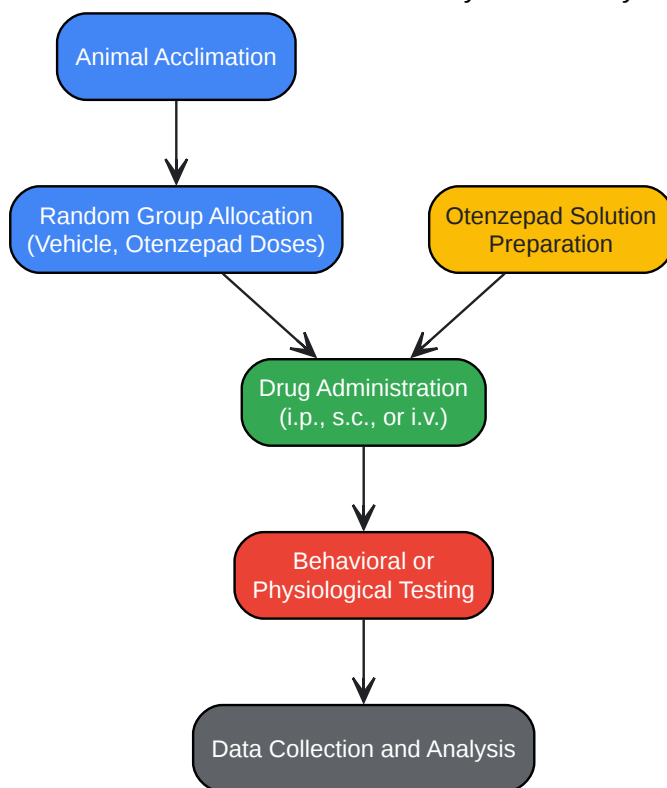 Animal Acclimation
Random Group Allocation
(Vehicle, Otenzepad Doses)
Otenzepad Solution
Preparation
Drug Administration
(i.p., s.c., or i.v.)
Behavioral or
Physiological Testing
Data Collection and Analysis